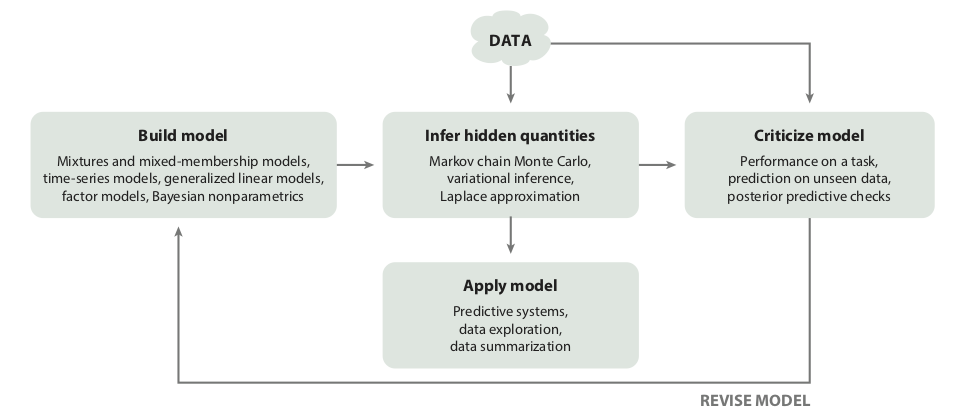 DATA
Build model
Mixtures and mixed-membership models,
time-series models, generalized linear models,
factor models, Bayesian nonparametrics
Infer hidden quantities
Markov chain Monte Carlo,
variational inference,
Laplace approximation
Criticize model
Performance on a task,
prediction on unseen data,
posterior predictive checks
Apply model
Predictive systems,
data exploration,
data summarization
REVISE MODEL